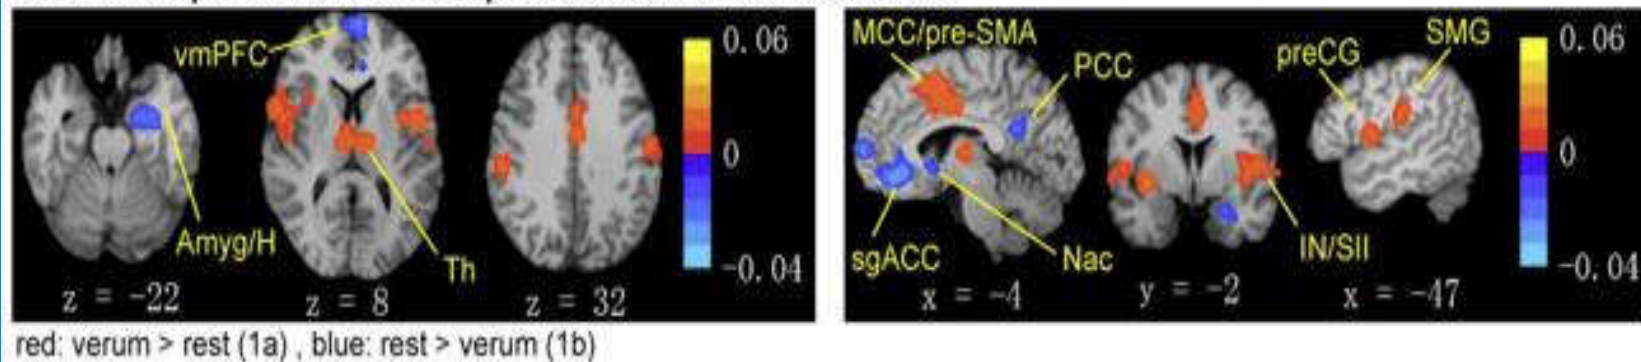 vmPFC
Amyg/H
Th
z = -22
z = 8
z = 32
0.06
0
-0.04
MCC/pre-SMA
PCC
preCG
SMG
sgACC
Nac
IN/SII
x = -4
y = -2
x = -47
0.06
0
-0.04
red: verum > rest (1a) , blue: rest > verum (1b)